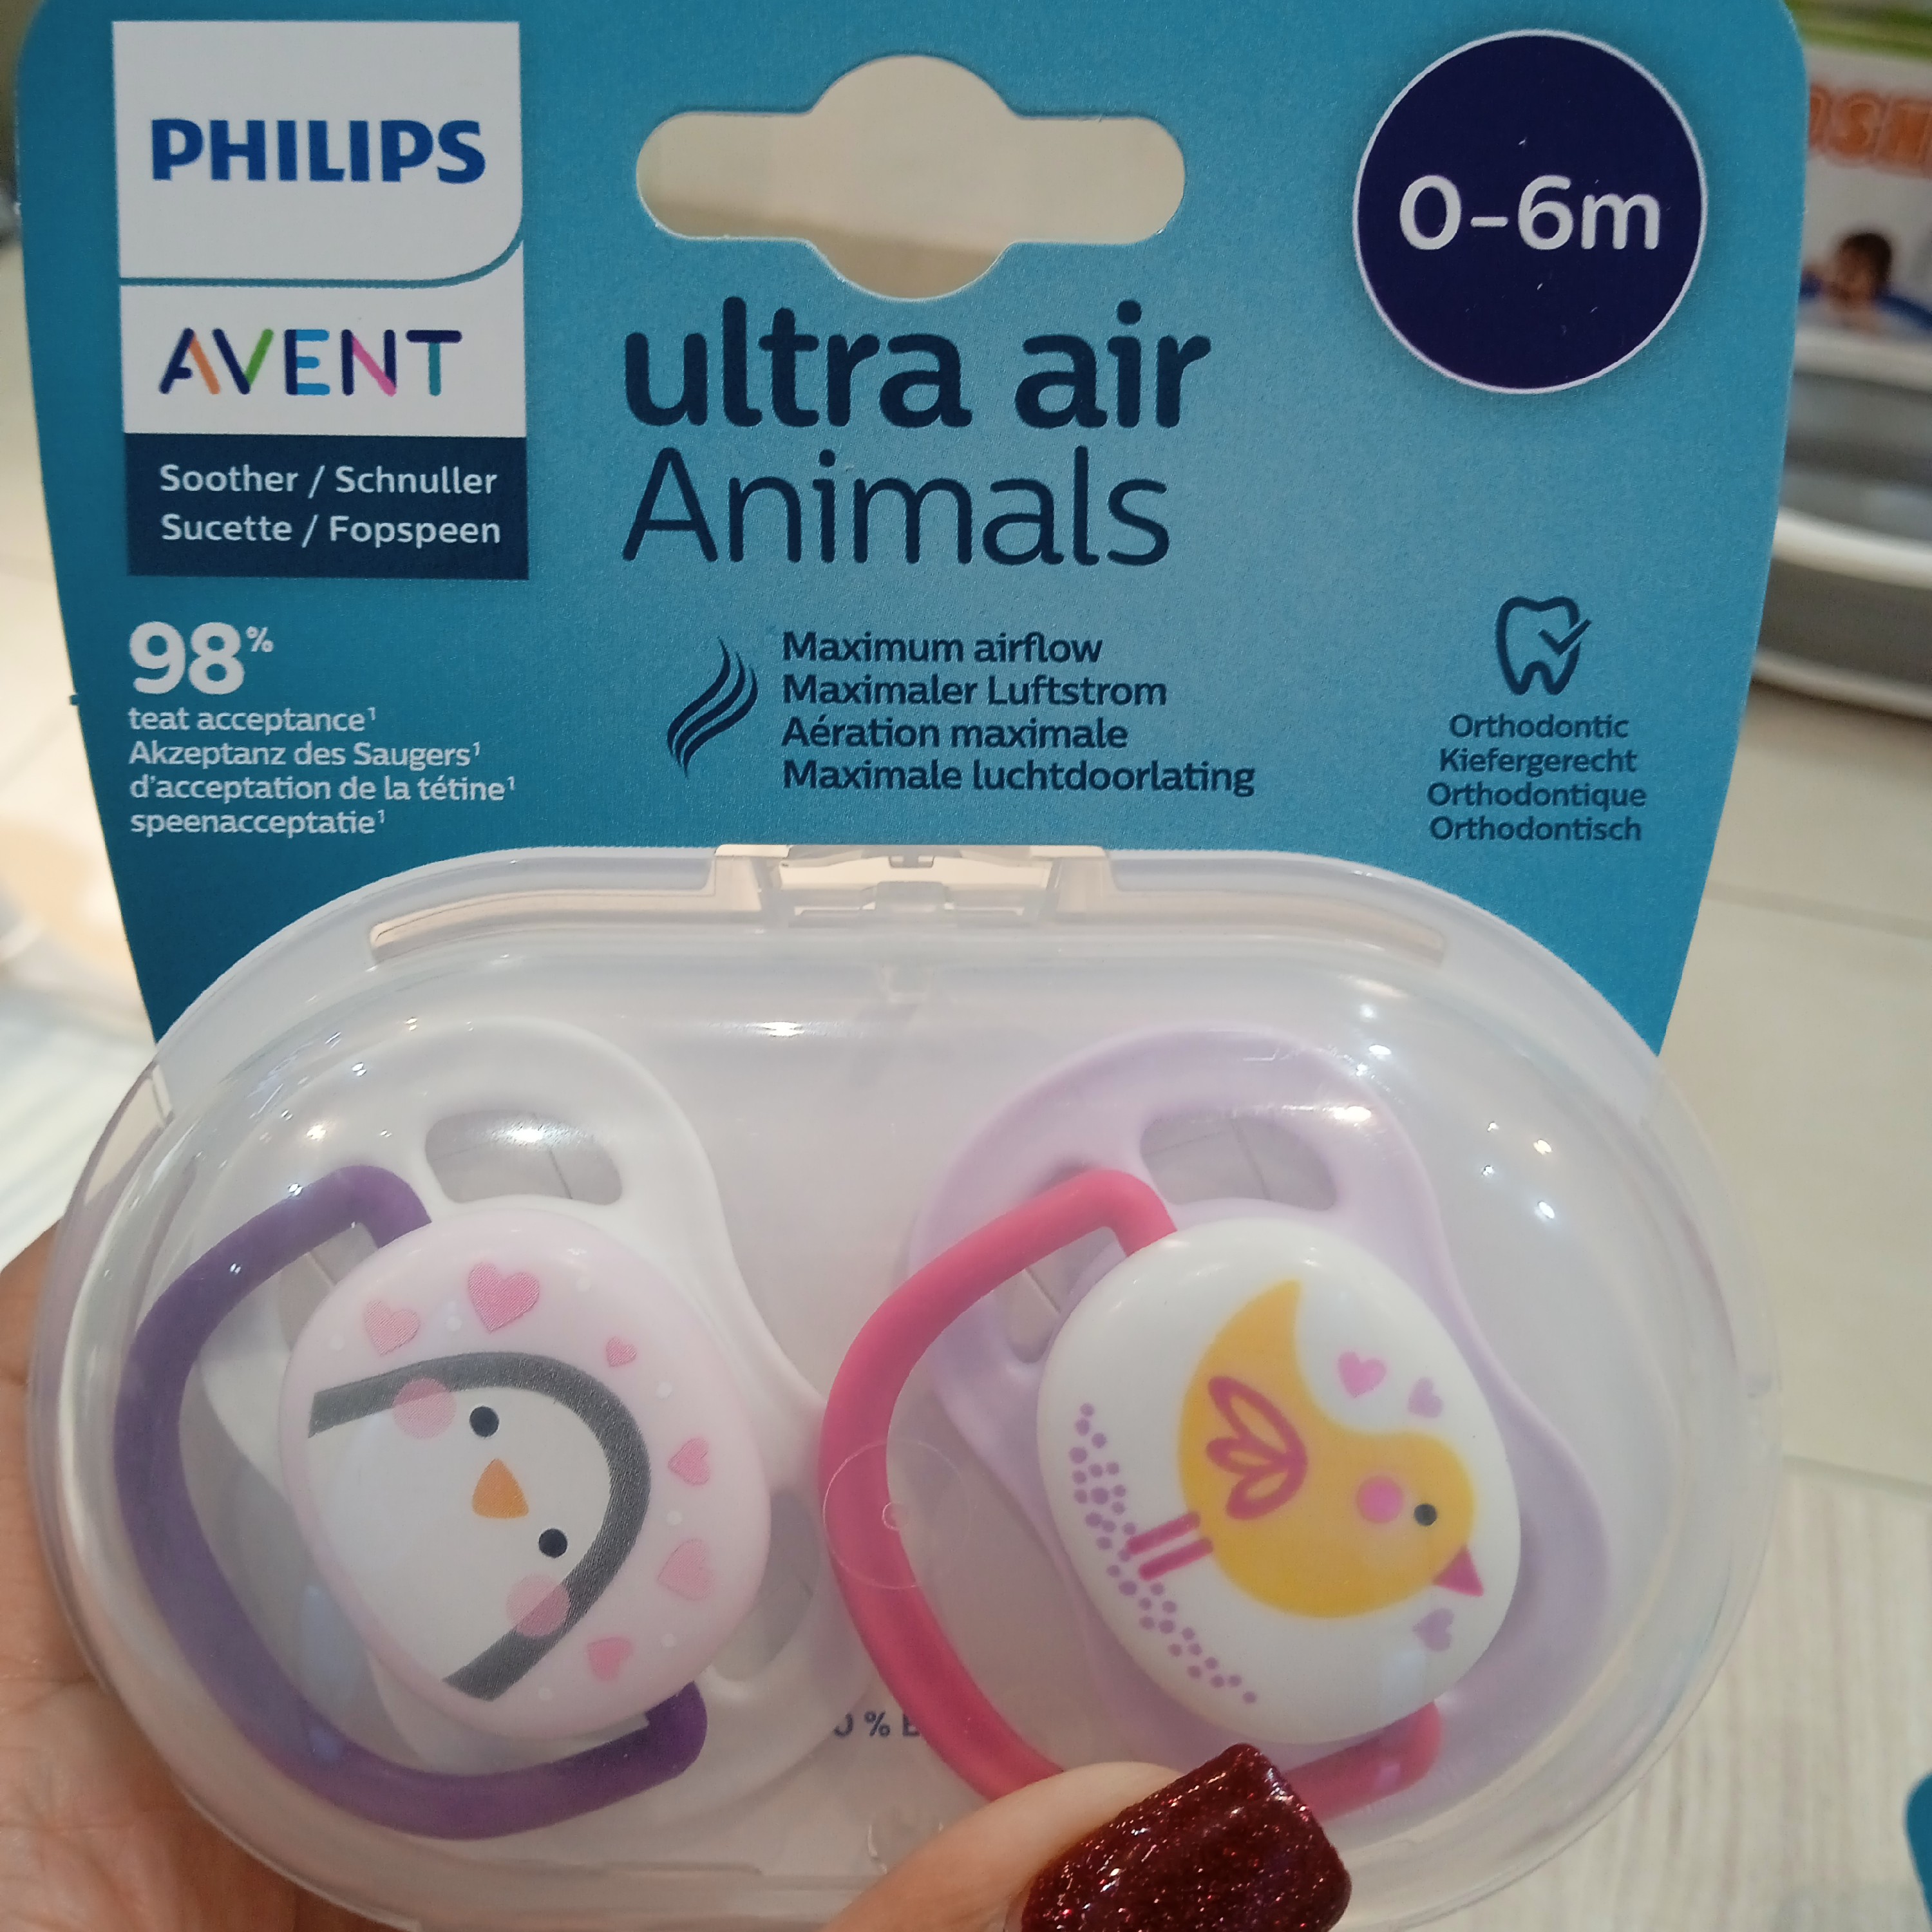 PHILIPS
AVENT
Soother / Schnuller
Sucette / Fopspeen
0-6m
ultra air
Animals
98%
teat acceptance¹
Akzeptanz des Saugers¹
d'acceptation de la tétine¹
speenacceptatie¹
Maximum airflow
Maximaler Luftstrom
Aération maximale
Maximale luchtdoorlating
Orthodontic
Kiefergerecht
Orthodontique
Orthodontisch